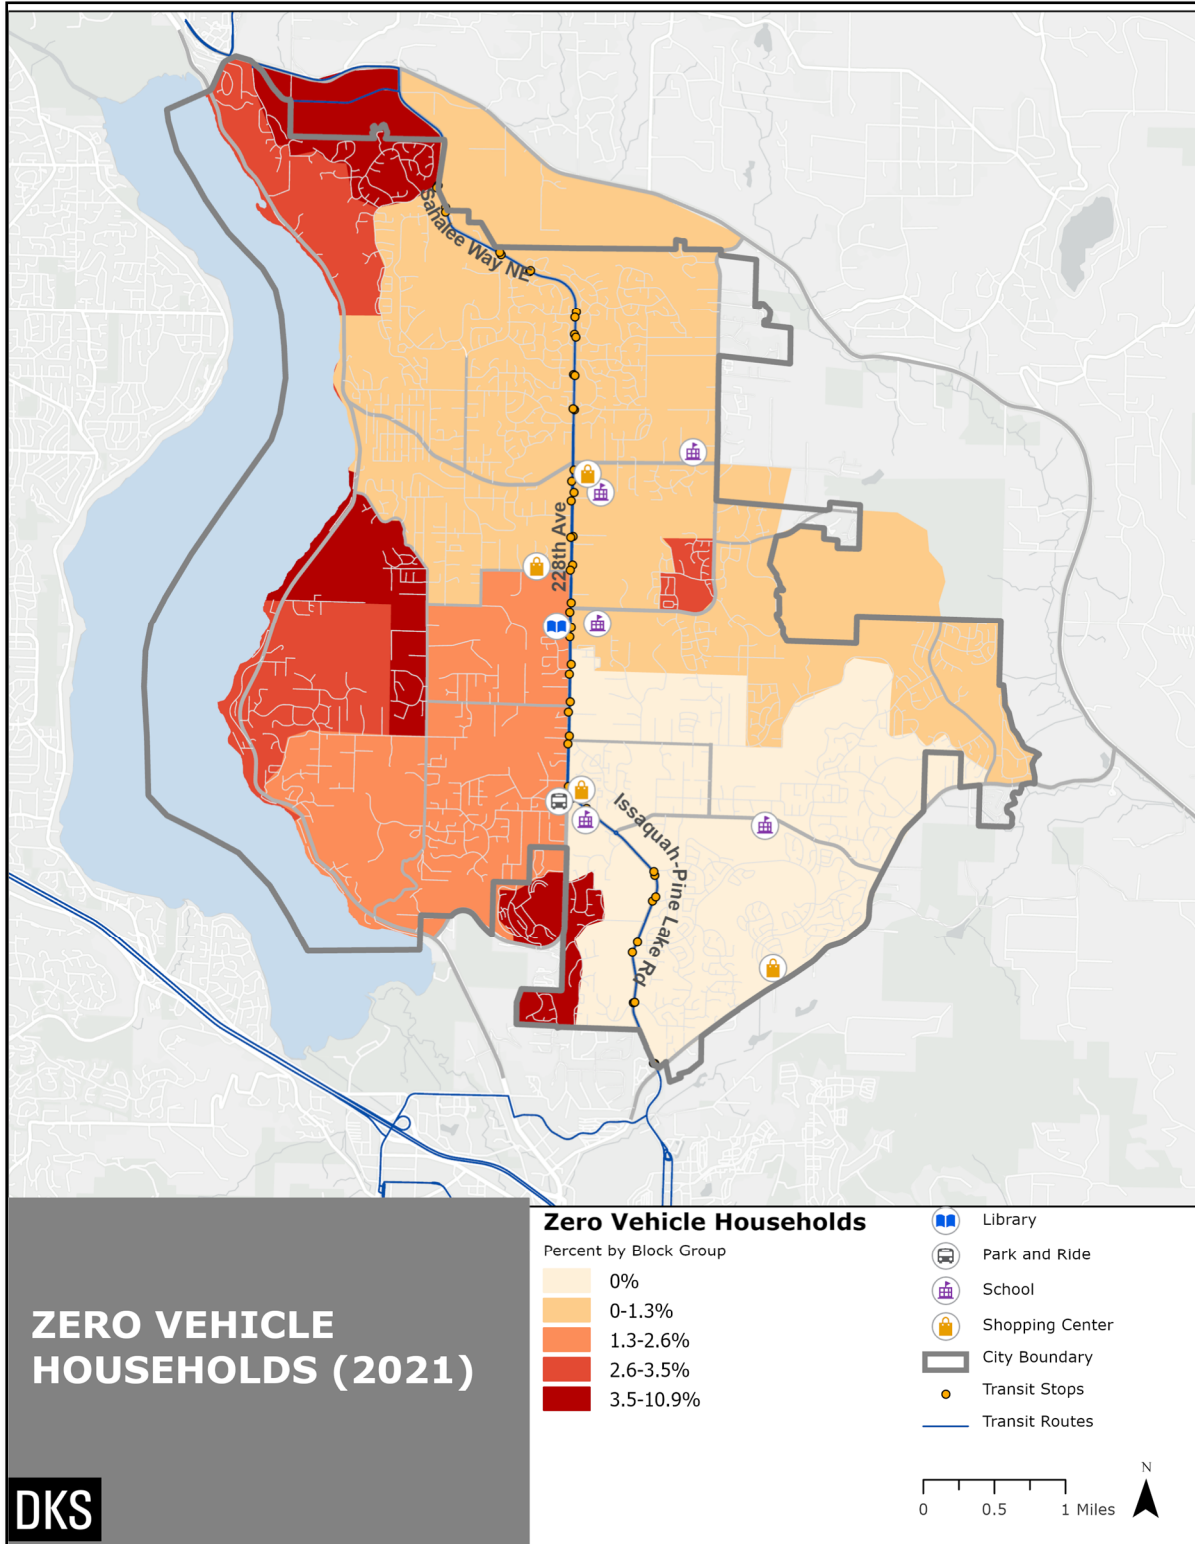 Sahalee Way NE
228th Ave
Issaquah-Pine Lake Rd
ZERO VEHICLE
HOUSEHOLDS (2021)
DKS
Zero Vehicle Households
Percent by Block Group
0%
0-1.3%
1.3-2.6%
2.6-3.5%
3.5-10.9%
Library
Park and Ride
School
Shopping Center
City Boundary
Transit Stops
Transit Routes
N
0 0.5 1 Miles